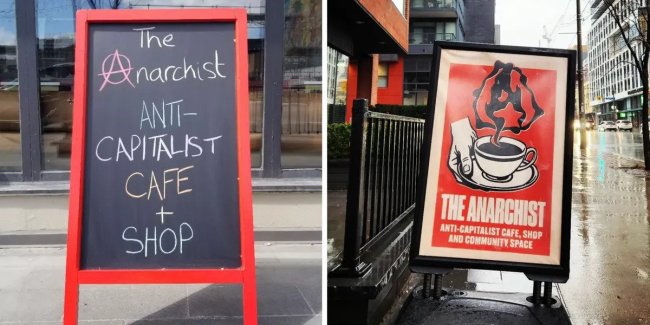 The
Anarchist
ANTI-
CAPITALIST
CAFE
+
SHOP
THE ANARCHIST
ANTI-CAPITALIST CAFE, SHOP
AND COMMUNITY SPACE